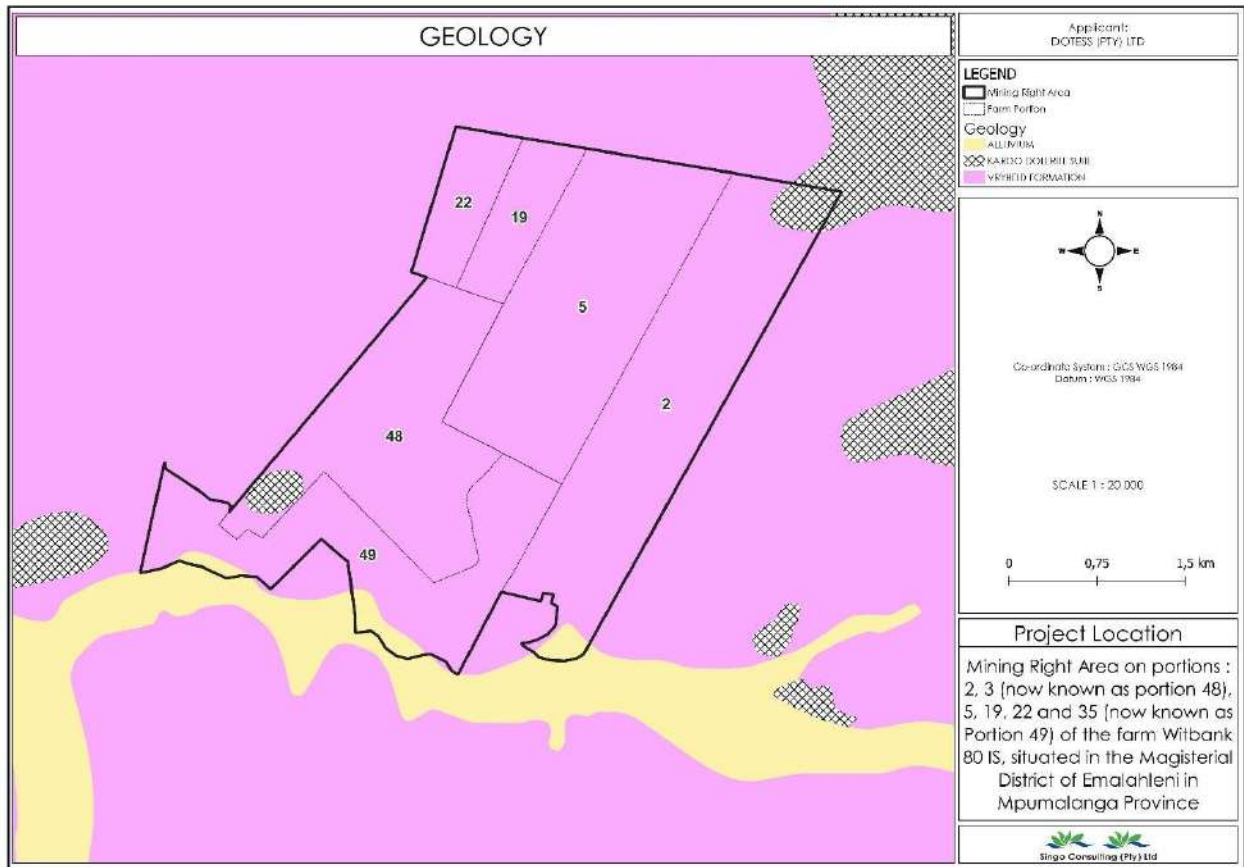 GEOLOGY
22
19
5
2
48
49
Applicant:
DOTESS (PTY) LTD
LEGEND
Mining Right Area
Farm Portion
Geology
ALLUVIUM
KAROO DOLERITE SUITE
VRYHEID FORMATION
N
W E
S
Co-ordinate System : GCS WGS 1984
Datum : WGS 1984
SCALE 1 : 20 000
0 0,75 1,5 km
Project Location
Mining Right Area on portions :
2, 3 (now known as portion 48),
5, 19, 22 and 35 (now known as
Portion 49) of the farm Witbank
80 IS, situated in the Magisterial
District of Emalahleni in
Mpumalanga Province
Singo Consulting (Pty) Ltd